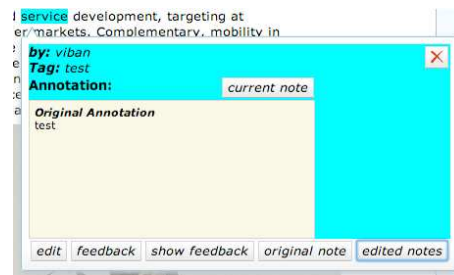 service development, targeting at
er/markets. Complementary, mobility in
by: viban
Tag: test
Annotation:
current note
Original Annotation
test
edit feedback show feedback original note edited notes